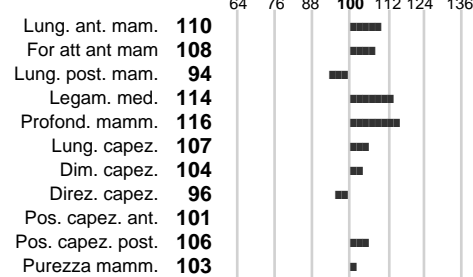 64 76 88 100 112 124 136
Lung. ant. mam. 110
For att ant mam 108
Lung. post. mam. 94
Legam. med. 114
Profond. mamm. 116
Lung. capez. 107
Dim. capez. 104
Direz. capez. 96
Pos. capez. ant. 101
Pos. capez. post. 106
Purezza mamm. 103